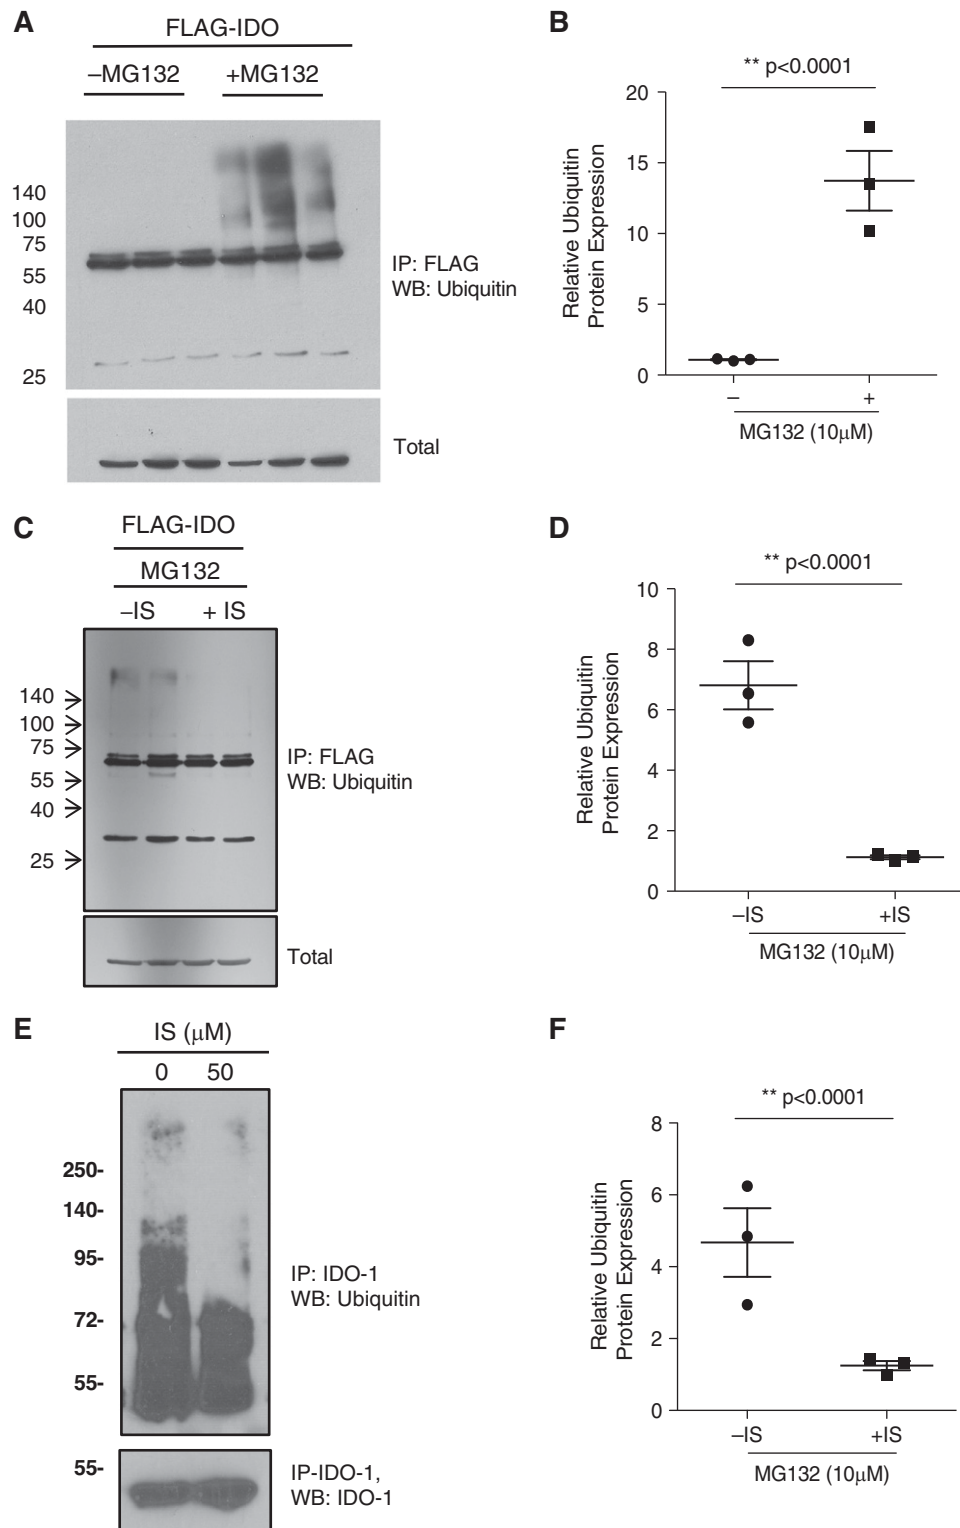 A
FLAG-IDO
–MG132 +MG132
140
100
75
55
40
25
IP: FLAG
WB: Ubiquitin
Total
B
** p<0.0001
Relative Ubiquitin
Protein Expression
20
15
10
5
0
– +
MG132 (10μM)
C
FLAG-IDO
MG132
–IS + IS
140
100
75
55
40
25
IP: FLAG
WB: Ubiquitin
Total
D
** p<0.0001
Relative Ubiquitin
Protein Expression
10
8
6
4
2
0
–IS +IS
MG132 (10μM)
E
IS (μM)
0 50
250-
140-
95-
72-
55-
IP: IDO-1
WB: Ubiquitin
55-
IP-IDO-1,
WB: IDO-1
F
** p<0.0001
Relative Ubiquitin
Protein Expression
8
6
4
2
0
–IS +IS
MG132 (10μM)